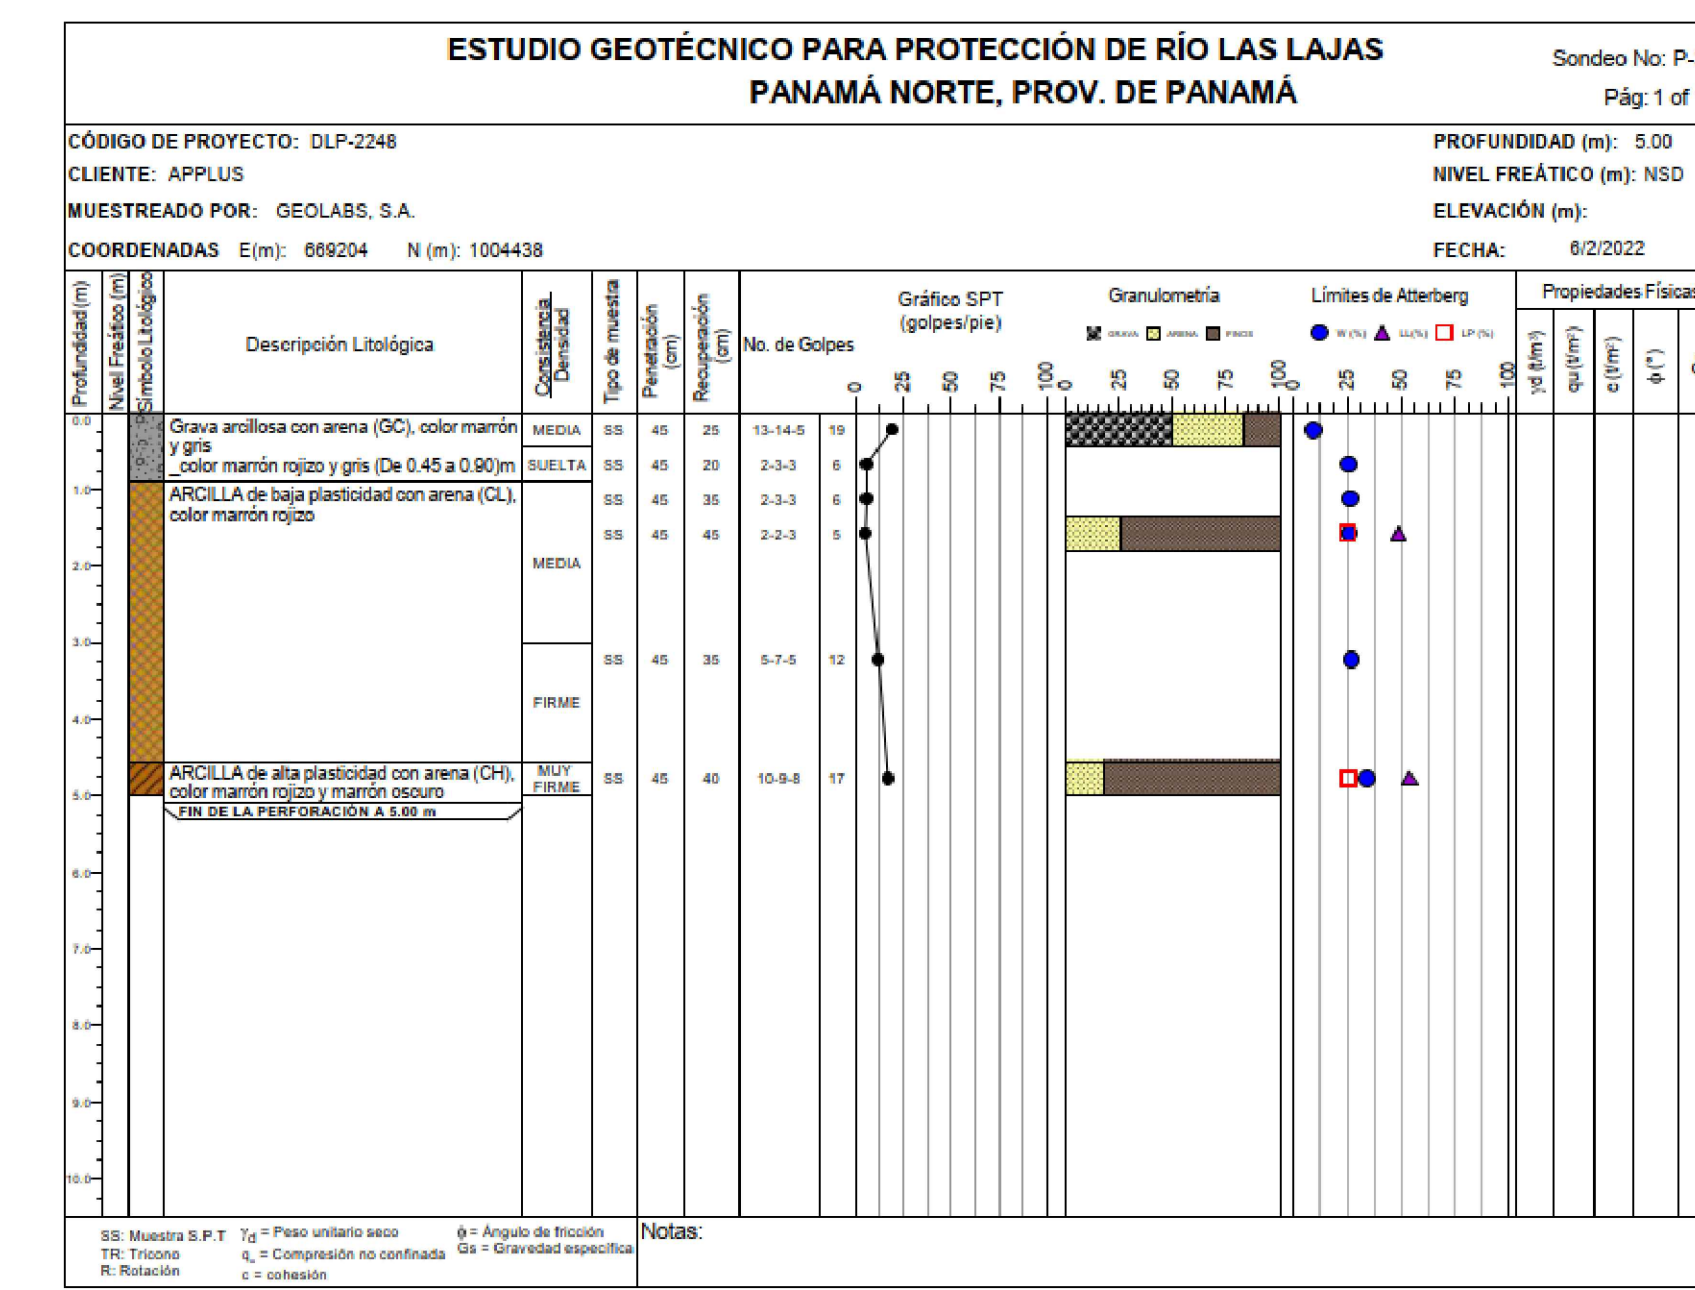 ESTUDIO GEOTÉCNICO PARA PROTECCIÓN DE RÍO LAS LAJAS
PANAMÁ NORTE, PROV. DE PANAMÁ
Sondeo No: P-
Pág: 1 of
CÓDIGO DE PROYECTO: DLP-2248
PROFUNDIDAD (m): 5.00
CLIENTE: APPLUS
NIVEL FREÁTICO (m): NSD
MUESTREADO POR: GEOLABS, S.A.
ELEVACIÓN (m):
COORDENADAS E(m): 669204 N (m): 1004438
FECHA: 6/2/2022
Profundidad(m)
Nivel Freático (m)
Símbolo Litológico
Descripción Litológica
Consistencia
Densidad
Tipo de muestra
Penetración
(cm)
Recuperación
(cm)
No. de Golpes
Gráfico SPT
(golpes/pie)
0 25 50 75 100
Granulometría
GRAVA ARENA FINOS
0 25 50 75 100
Límites de Atterberg
W (%) LL(%) LP (%)
0 25 50 75 100
Propiedades Físicas
γd (t/m³)
qu (t/m²)
e (t/m²)
ϕ (°)
0.0
Grava arcillosa con arena (GC), color marrón
y gris
MEDIA SS 45 25 13-14-5 19
_color marrón rojizo y gris (De 0.45 a 0.90)m
SUELTA SS 45 20 2-3-3 6
1.0
ARCILLA de baja plasticidad con arena (CL),
color marrón rojizo
SS 45 35 2-3-3 6
SS 45 45 2-2-3 5
2.0
MEDIA
3.0
SS 45 35 5-7-5 12
FIRME
4.0
ARCILLA de alta plasticidad con arena (CH),
color marrón rojizo y marrón oscuro
MUY
FIRME
SS 45 40 10-9-8 17
5.0
FIN DE LA PERFORACIÓN A 5.00 m
6.0
7.0
8.0
9.0
10.0
SS: Muestra S.P.T
TR: Tricono
R: Rotación
γd = Peso unitario seco
qu = Compresión no confinada
c = cohesión
ϕ = Ángulo de fricción
Gs = Gravedad específica
Notas: